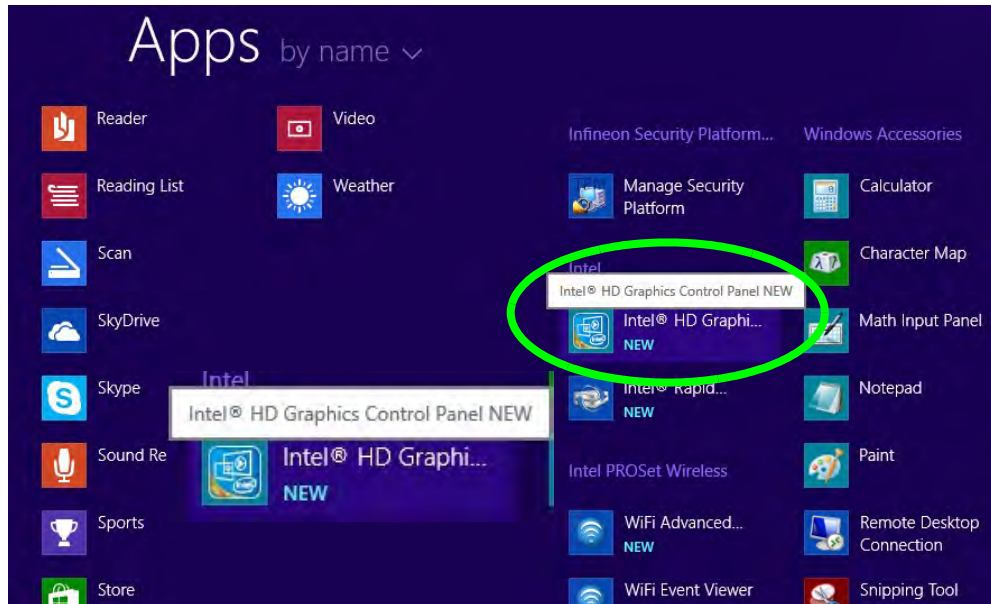 Apps by name
Reader
Reading List
Scan
SkyDrive
Skype
Sound Re
Sports
Store
Video
Weather
Intel
Intel® HD Graphics Control Panel NEW
Intel® HD Graphi...
NEW
Infineon Security Platform...
Manage Security
Platform
Intel
Intel® HD Graphics Control Panel NEW
Intel® HD Graphi...
NEW
Intel® Rapid...
NEW
Intel PROSet Wireless
WiFi Advanced...
NEW
WiFi Event Viewer
Windows Accessories
Calculator
Character Map
Math Input Panel
Notepad
Paint
Remote Desktop
Connection
Snipping Tool